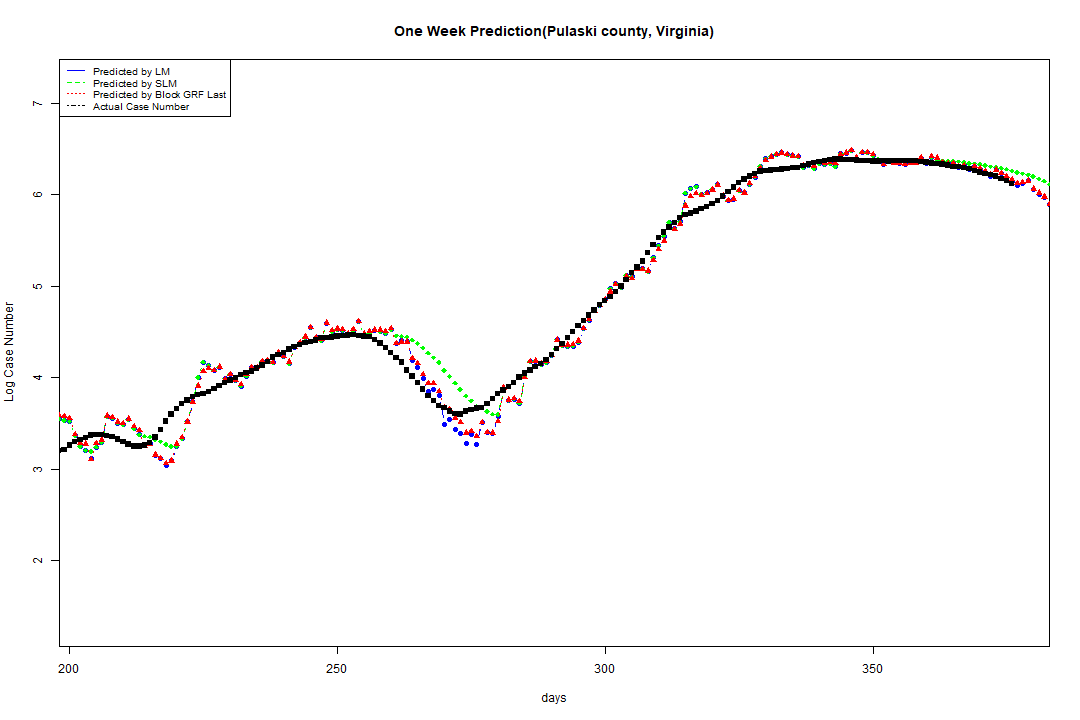 One Week Prediction(Pulaski county, Virginia)
Predicted by LM
Predicted by SLM
Predicted by Block GRF Last
Actual Case Number
7
6
5
4
3
2
Log Case Number
200
250
300
350
days